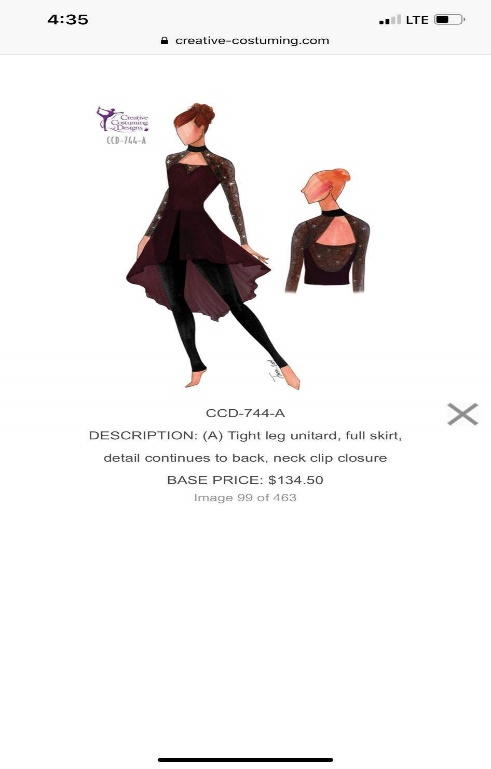 4:35
LTE
creative-costuming.com
Creative
Costuming
Designs
CCD-744-A
CCD-744-A
DESCRIPTION: (A) Tight leg unitard, full skirt,
detail continues to back, neck clip closure
BASE PRICE: $134.50
Image 99 of 463